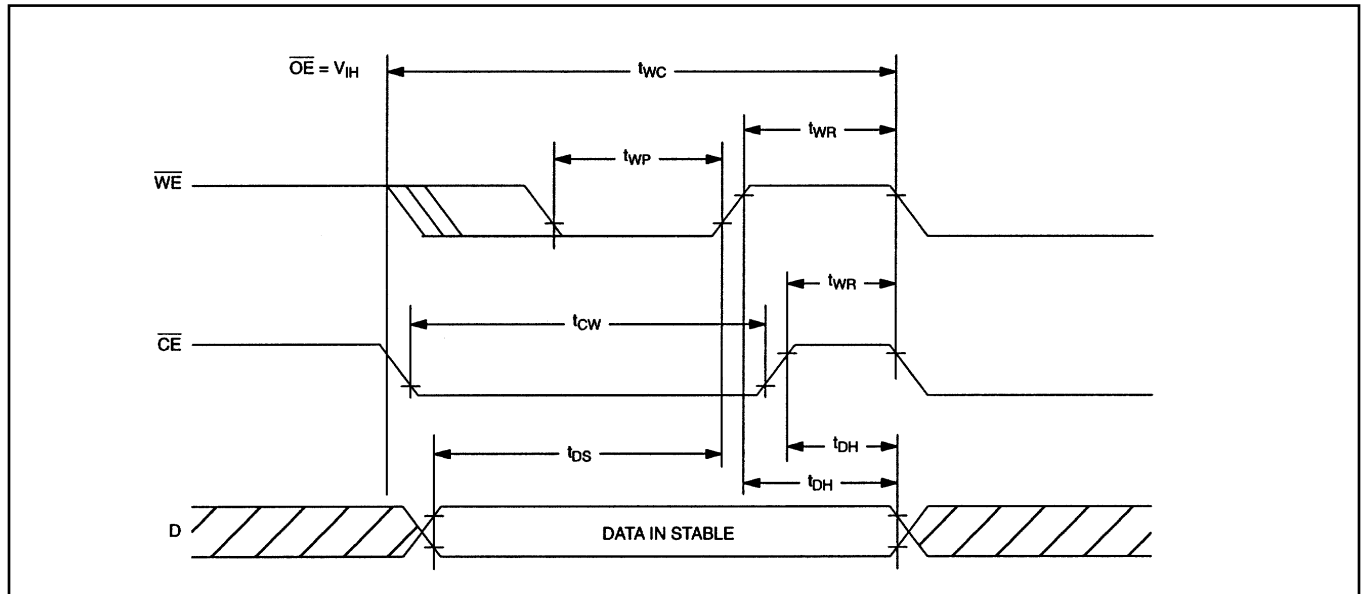 OE = VIH
tWC
tWR
tWP
WE
tWR
tCW
CE
tDH
tDS
tDH
D
DATA IN STABLE